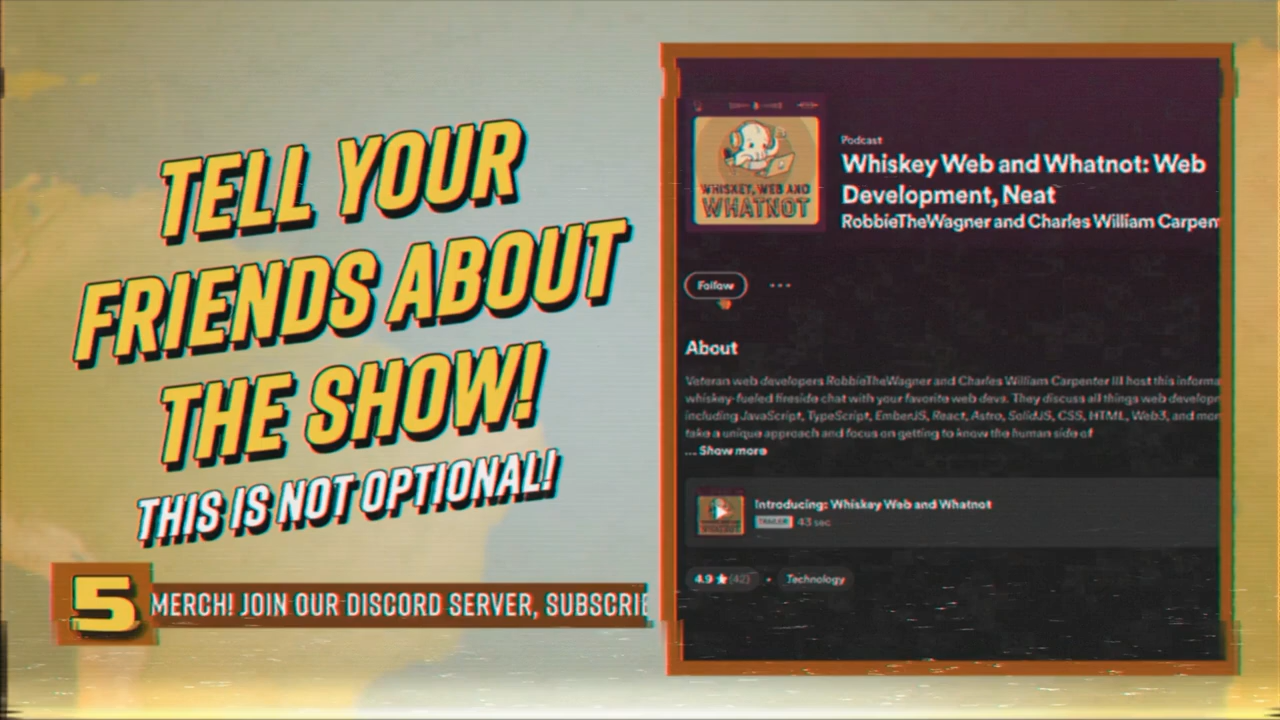 TELL YOUR
FRIENDS ABOUT
THE SHOW!
THIS IS NOT OPTIONAL!
5
MERCH! JOIN OUR DISCORD SERVER, SUBSCRIB
WHISKEY, WEB AND
WHATNOT
Podcast
Whiskey Web and Whatnot: Web
Development, Neat
RobbieTheWagner and Charles William Carpen
Follow
About
Veteran web developers RobbieTheWagner and Charles William Carpenter III host this informa
whiskey-fueled fireside chat with your favorite web devs. They discuss all things web develop
including JavaScript, TypeScript, EmberJS, React, Astro, SolidJS, CSS, HTML, Web3, and mor
take a unique approach and focus on getting to know the human side of
... Show more
WHATNOT
Introducing: Whiskey Web and Whatnot
TRAILER 43 sec
4.9 ★ (42) • Technology